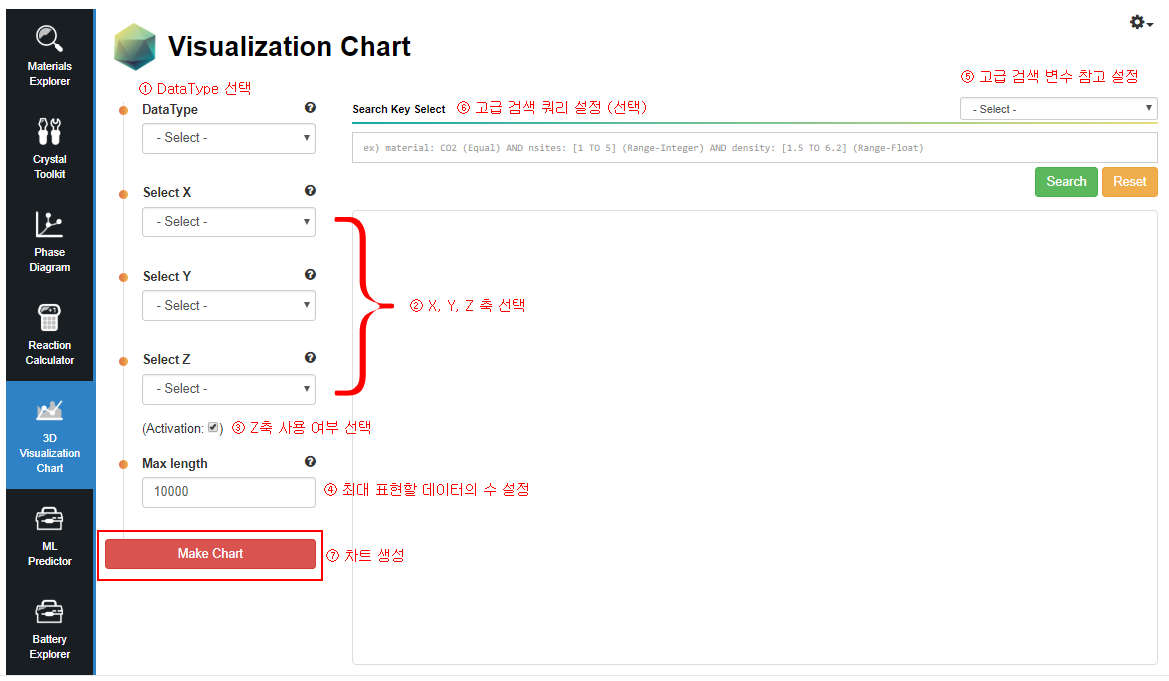 Materials
Explorer
Crystal
Toolkit
Phase
Diagram
Reaction
Calculator
3D
Visualization
Chart
ML
Predictor
Battery
Explorer
Visualization Chart
① DataType 선택
DataType
- Select -
Select X
- Select -
Select Y
- Select -
Select Z
- Select -
② X, Y, Z 축 선택
(Activation: ) ③ Z축 사용 여부 선택
Max length
10000
④ 최대 표현할 데이터의 수 설정
Make Chart
⑦ 차트 생성
⑤ 고급 검색 변수 참고 설정
Search Key Select ⑥ 고급 검색 쿼리 설정 (선택)
- Select -
ex) material: CO2 (Equal) AND nsites: [1 TO 5] (Range-Integer) AND density: [1.5 TO 6.2] (Range-Float)
Search Reset